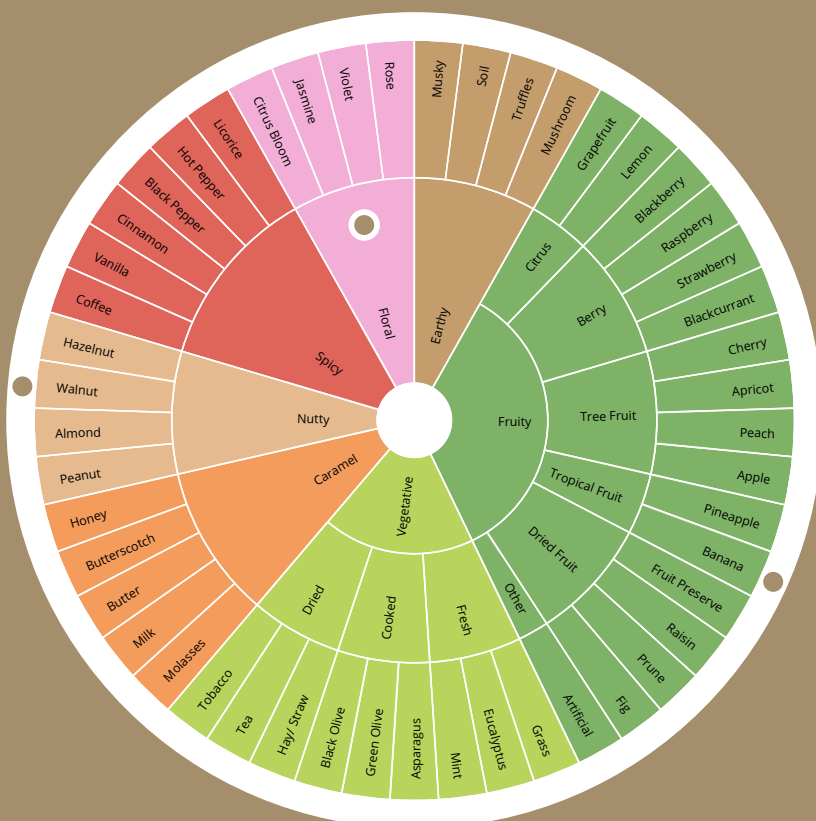 Musky
Soil
Truffles
Mushroom
Grapefruit
Lemon
Blackberry
Raspberry
Strawberry
Blackcurrant
Cherry
Apricot
Peach
Apple
Pineapple
Banana
Fruit Preserve
Raisin
Prune
Fig
Artificial
Grass
Eucalyptus
Mint
Asparagus
Green Olive
Black Olive
Hay/ Straw
Tea
Tobacco
Molasses
Milk
Butter
Butterscotch
Honey
Peanut
Almond
Walnut
Hazelnut
Coffee
Vanilla
Cinnamon
Black Pepper
Hot Pepper
Licorice
Citrus Bloom
Jasmine
Violet
Rose
Citrus
Berry
Tree Fruit
Tropical Fruit
Dried Fruit
Other
Fresh
Cooked
Dried
Earthy
Fruity
Vegetative
Caramel
Nutty
Spicy
Floral